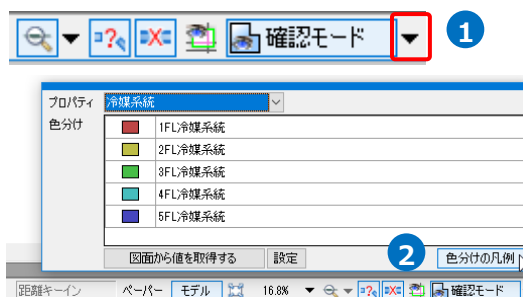 確認モード
1
プロパティ 冷媒系統
色分け
1FL冷媒系統
2FL冷媒系統
3FL冷媒系統
4FL冷媒系統
5FL冷媒系統
図面から値を取得する 設定 2 色分けの凡例
距離キーイン ペーパー モデル 16.8% 確認モード